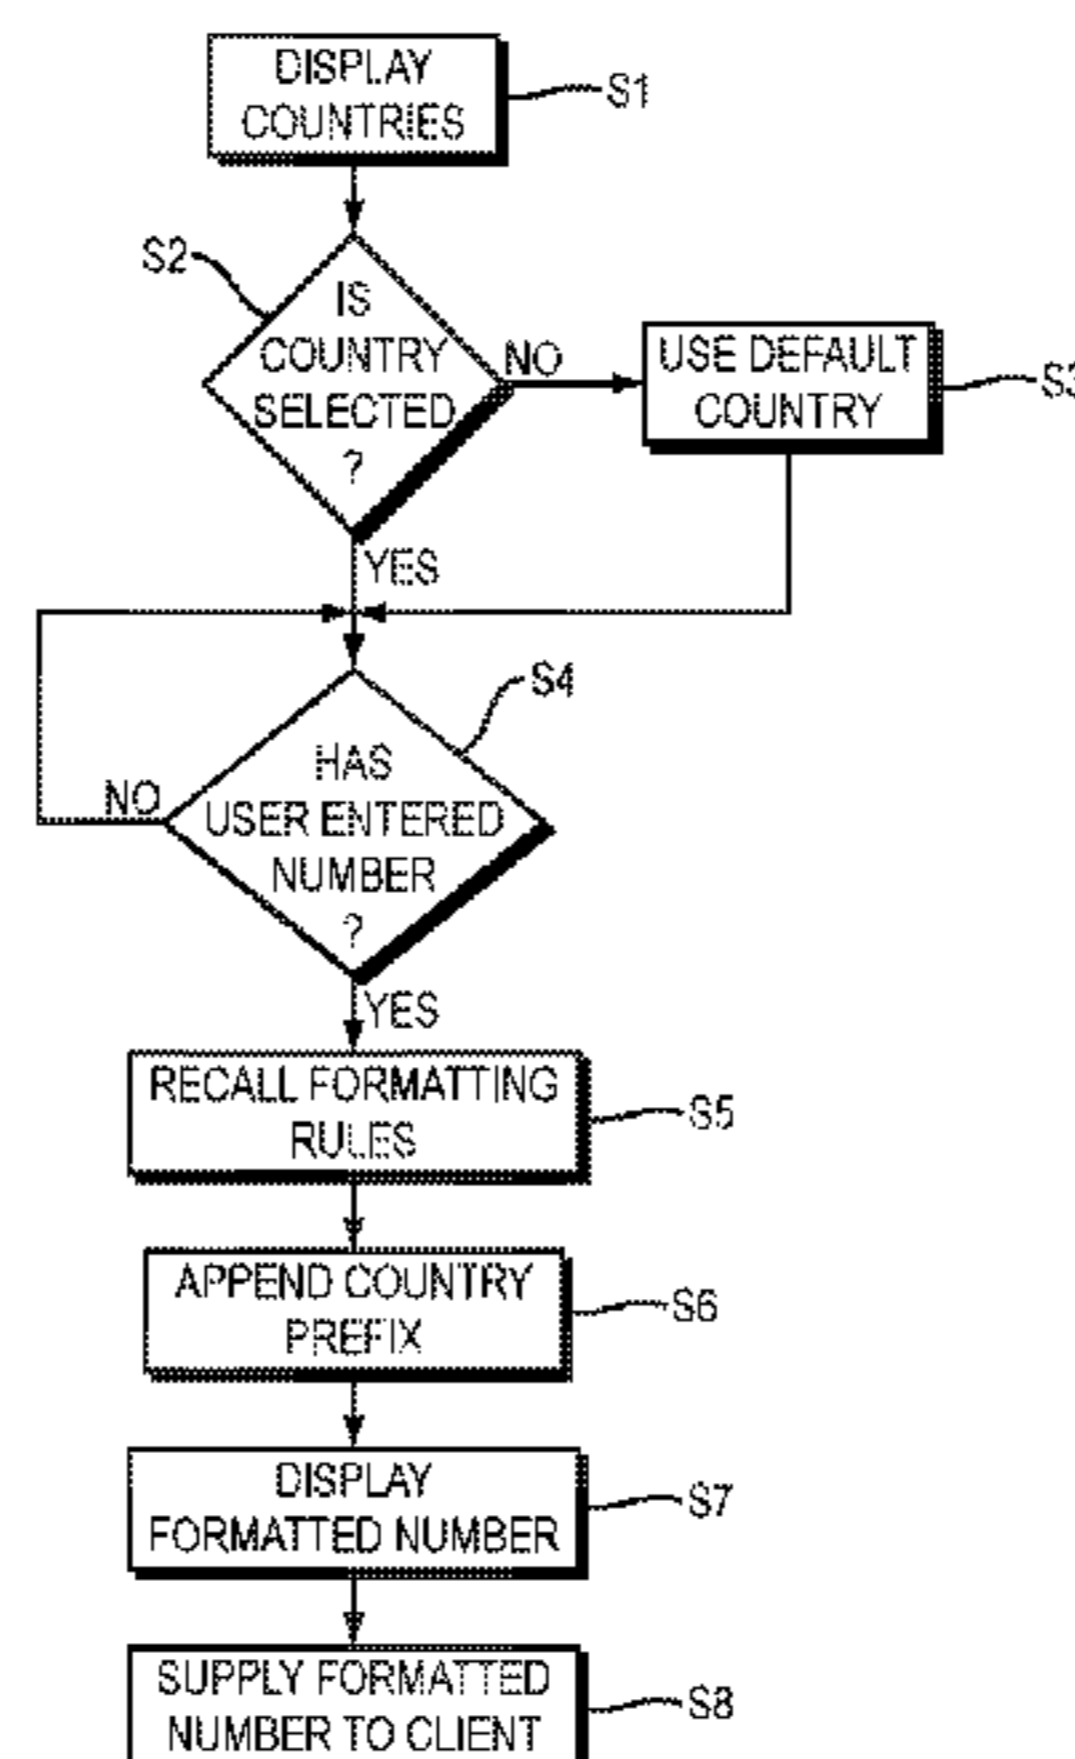 DISPLAY
COUNTRIES
S1
S2
IS
COUNTRY
SELECTED
?
NO
USE DEFAULT
COUNTRY
S3
YES
S4
HAS
USER ENTERED
NUMBER
?
NO
YES
RECALL FORMATTING
RULES
S5
APPEND COUNTRY
PREFIX
S6
DISPLAY
FORMATTED NUMBER
S7
SUPPLY FORMATTED
NUMBER TO CLIENT
S8